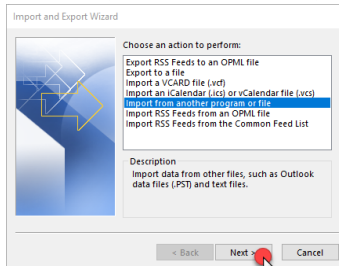 Import and Export Wizard
Choose an action to perform:
Export RSS Feeds to an OPML file
Export to a file
Import a VCARD file (.vcf)
Import an iCalendar (.ics) or vCalendar file (.vcs)
Import from another program or file
Import RSS Feeds from an OPML file
Import RSS Feeds from the Common Feed List
Description
Import data from other files, such as Outlook
data files (.PST) and text files.
< Back Next > Cancel